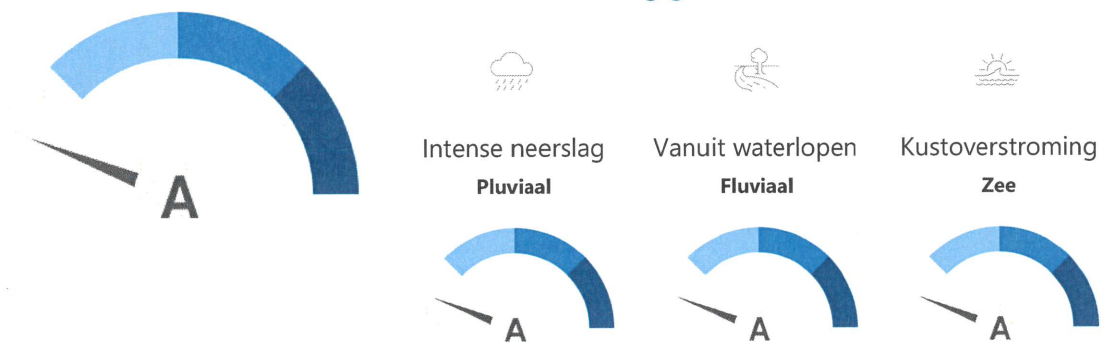 A
Intense neerslag
Pluviaal
A
Vanuit waterlopen
Fluviaal
A
Kustoverstroming
Zee
A